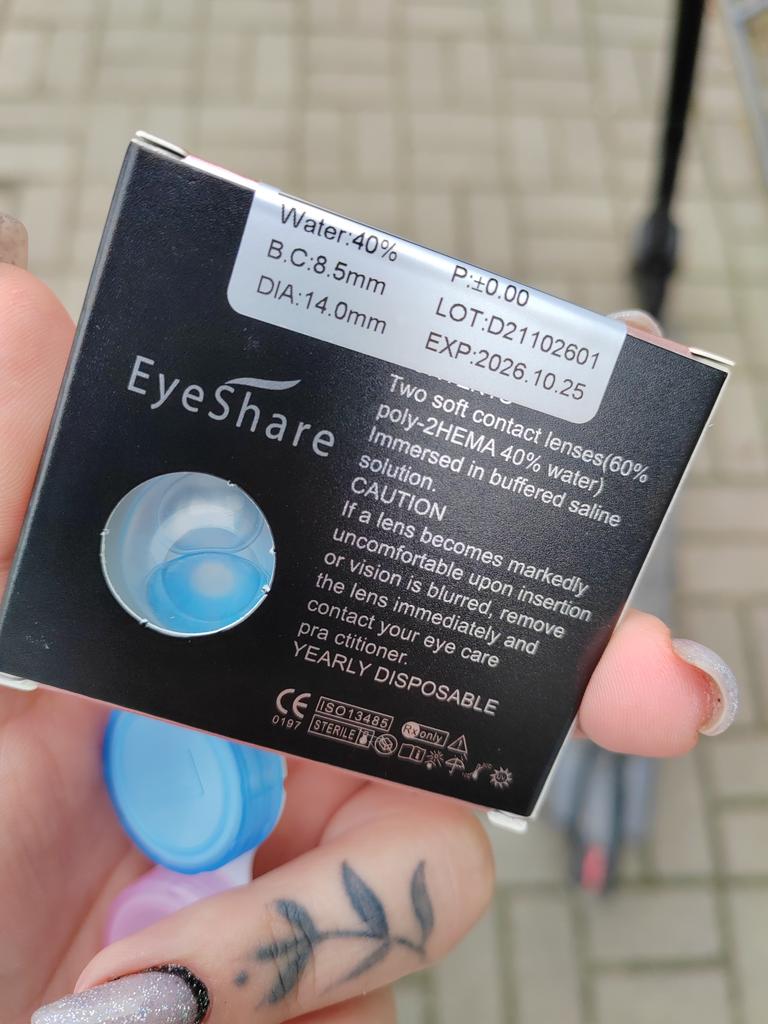 Water:40%
B.C:8.5mm
DIA:14.0mm
P:±0.00
LOT:D21102601
EXP:2026.10.25
EyeShare
Two soft contact lenses(60%
poly-2HEMA 40% water)
Immersed in buffered saline
solution.
CAUTION
If a lens becomes markedly
uncomfortable upon insertion
or vision is blurred, remove
the lens immediately and
contact your eye care
pra ctitioner.
YEARLY DISPOSABLE
CE
0197
ISO13485
STERILE
Rx only